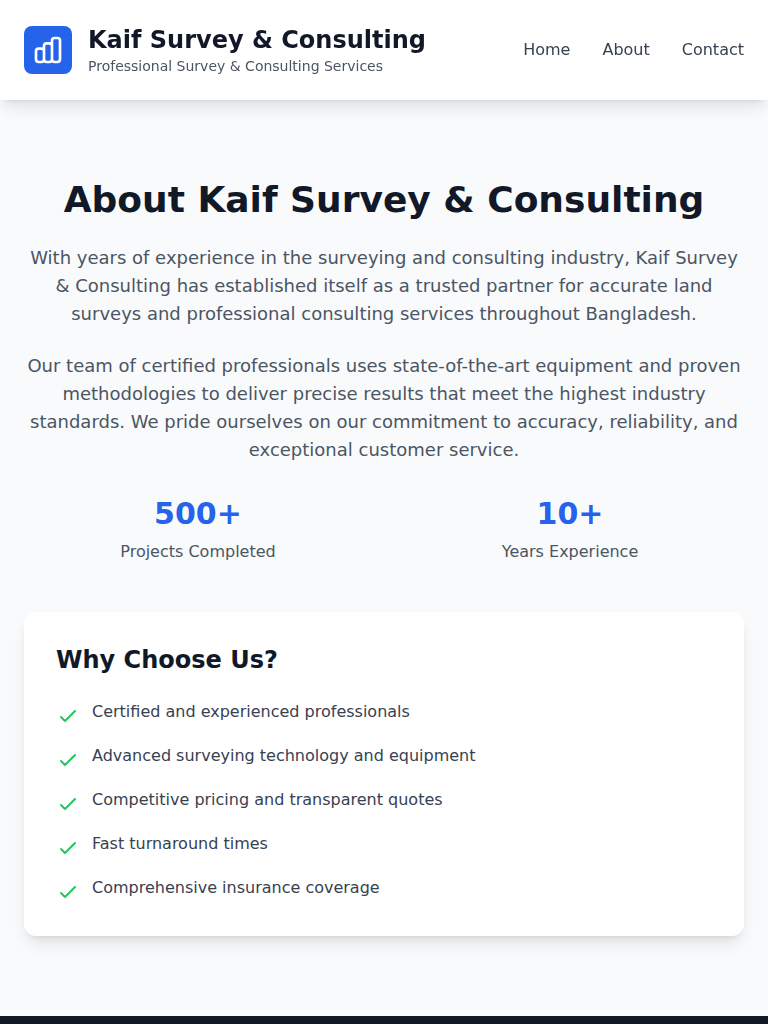 Kaif Survey & Consulting
Professional Survey & Consulting Services
Home About Contact
About Kaif Survey & Consulting
With years of experience in the surveying and consulting industry, Kaif Survey
& Consulting has established itself as a trusted partner for accurate land
surveys and professional consulting services throughout Bangladesh.
Our team of certified professionals uses state-of-the-art equipment and proven
methodologies to deliver precise results that meet the highest industry
standards. We pride ourselves on our commitment to accuracy, reliability, and
exceptional customer service.
500+
Projects Completed
10+
Years Experience
Why Choose Us?
Certified and experienced professionals
Advanced surveying technology and equipment
Competitive pricing and transparent quotes
Fast turnaround times
Comprehensive insurance coverage